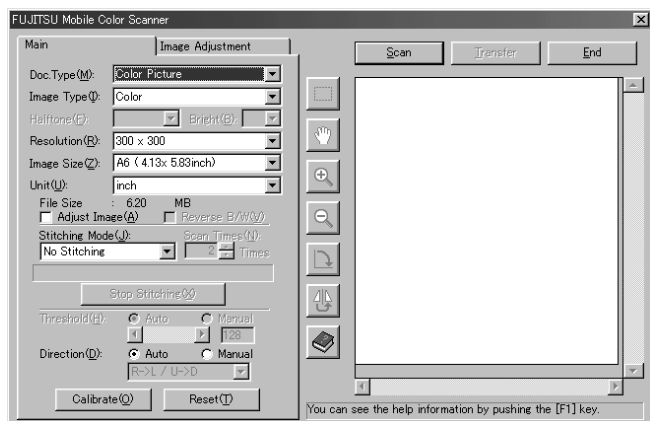 FUJITSU Mobile Color Scanner
Main
Image Adjustment
Doc.Type(M):
Color Picture
Image Type(I):
Color
Halftone(F):
Bright(B):
Resolution(R):
300 x 300
Image Size(Z):
A6 ( 4.13x 5.83inch)
Unit(U):
inch
File Size : 6.20 MB
Adjust Image(A)
Reverse B/W(V)
Stitching Mode(J):
Scan Times(N):
No Stitching
2 Times
Stop Stitching(X)
Threshold(H):
Auto
Manual
128
Direction(D):
Auto
Manual
R->L / U->D
Calibrate(O)
Reset(T)
Scan
Transfer
End
You can see the help information by pushing the [F1] key.